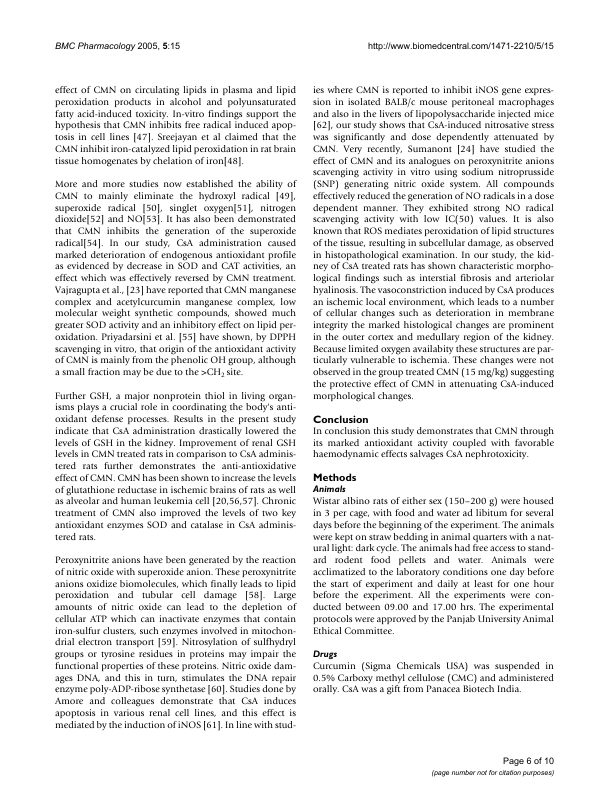 BMC Pharmacology 2005, 5:15
http://www.biomedcentral.com/1471-2210/5/15
effect of CMN on circulating lipids in plasma and lipid
peroxidation products in alcohol and polyunsaturated
fatty acid-induced toxicity. In-vitro findings support the
hypothesis that CMN inhibits free radical induced apop-
tosis in cell lines [47]. Sreejayan et al claimed that the
CMN inhibit iron-catalyzed lipid peroxidation in rat brain
tissue homogenates by chelation of iron[48].
More and more studies now established the ability of
CMN to mainly eliminate the hydroxyl radical [49],
superoxide radical [50], singlet oxygen[51], nitrogen
dioxide[52] and NO[53]. It has also been demonstrated
that CMN inhibits the generation of the superoxide
radical[54]. In our study, CsA administration caused
marked deterioration of endogenous antioxidant profile
as evidenced by decrease in SOD and CAT activities, an
effect which was effectively reversed by CMN treatment.
Vajragupta et al., [23] have reported that CMN manganese
complex and acetylcurcumin manganese complex, low
molecular weight synthetic compounds, showed much
greater SOD activity and an inhibitory effect on lipid per-
oxidation. Priyadarsini et al. [55] have shown, by DPPH
scavenging in vitro, that origin of the antioxidant activity
of CMN is mainly from the phenolic OH group, although
a small fraction may be due to the >CH2 site.
Further GSH, a major nonprotein thiol in living organ-
isms plays a crucial role in coordinating the body's anti-
oxidant defense processes. Results in the present study
indicate that CsA administration drastically lowered the
levels of GSH in the kidney. Improvement of renal GSH
levels in CMN treated rats in comparison to CsA adminis-
tered rats further demonstrates the anti-antioxidative
effect of CMN. CMN has been shown to increase the levels
of glutathione reductase in ischemic brains of rats as well
as alveolar and human leukemia cell [20,56,57]. Chronic
treatment of CMN also improved the levels of two key
antioxidant enzymes SOD and catalase in CsA adminis-
tered rats.
Peroxynitrite anions have been generated by the reaction
of nitric oxide with superoxide anion. These peroxynitrite
anions oxidize biomolecules, which finally leads to lipid
peroxidation and tubular cell damage [58]. Large
amounts of nitric oxide can lead to the depletion of
cellular ATP which can inactivate enzymes that contain
iron-sulfur clusters, such enzymes involved in mitochon-
drial electron transport [59]. Nitrosylation of sulfhydryl
groups or tyrosine residues in proteins may impair the
functional properties of these proteins. Nitric oxide dam-
ages DNA, and this in turn, stimulates the DNA repair
enzyme poly-ADP-ribose synthetase [60]. Studies done by
Amore and colleagues demonstrate that CsA induces
apoptosis in various renal cell lines, and this effect is
mediated by the induction of iNOS [61]. In line with stud-
ies where CMN is reported to inhibit iNOS gene expres-
sion in isolated BALB/c mouse peritoneal macrophages
and also in the livers of lipopolysaccharide injected mice
[62], our study shows that CsA-induced nitrosative stress
was significantly and dose dependently attenuated by
CMN. Very recently, Sumanont [24] have studied the
effect of CMN and its analogues on peroxynitrite anions
scavenging activity in vitro using sodium nitroprusside
(SNP) generating nitric oxide system. All compounds
effectively reduced the generation of NO radicals in a dose
dependent manner. They exhibited strong NO radical
scavenging activity with low IC(50) values. It is also
known that ROS mediates peroxidation of lipid structures
of the tissue, resulting in subcellular damage, as observed
in histopathological examination. In our study, the kid-
ney of CsA treated rats has shown characteristic morpho-
logical findings such as interstial fibrosis and arteriolar
hyalinosis. The vasoconstriction induced by CsA produces
an ischemic local environment, which leads to a number
of cellular changes such as deterioration in membrane
integrity the marked histological changes are prominent
in the outer cortex and medullary region of the kidney.
Because limited oxygen availabity these structures are par-
ticularly vulnerable to ischemia. These changes were not
observed in the group treated CMN (15 mg/kg) suggesting
the protective effect of CMN in attenuating CsA-induced
morphological changes.
Conclusion
In conclusion this study demonstrates that CMN through
its marked antioxidant activity coupled with favorable
haemodynamic effects salvages CsA nephrotoxicity.
Methods
Animals
Wistar albino rats of either sex (150–200 g) were housed
in 3 per cage, with food and water ad libitum for several
days before the beginning of the experiment. The animals
were kept on straw bedding in animal quarters with a nat-
ural light: dark cycle. The animals had free access to stand-
ard rodent food pellets and water. Animals were
acclimatized to the laboratory conditions one day before
the start of experiment and daily at least for one hour
before the experiment. All the experiments were con-
ducted between 09.00 and 17.00 hrs. The experimental
protocols were approved by the Panjab University Animal
Ethical Committee.
Drugs
Curcumin (Sigma Chemicals USA) was suspended in
0.5% Carboxy methyl cellulose (CMC) and administered
orally. CsA was a gift from Panacea Biotech India.
Page 6 of 10
(page number not for citation purposes)